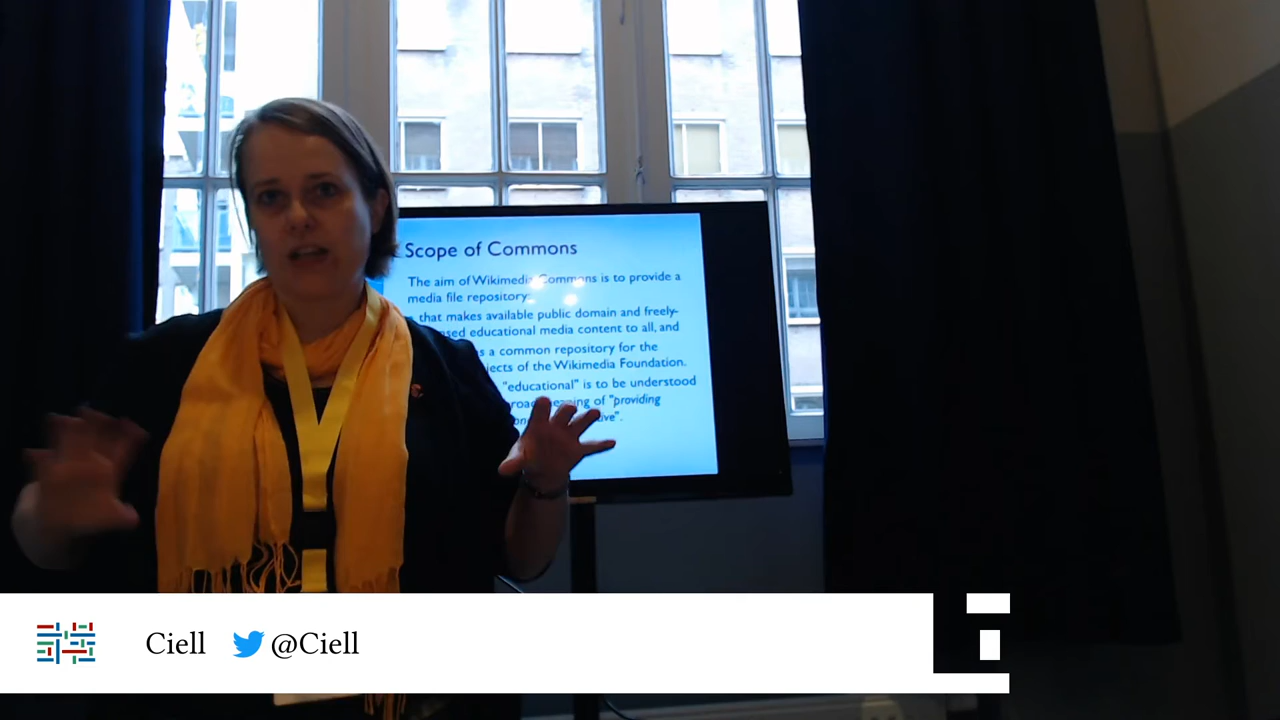 Scope of Commons
The aim of Wikimedia Commons is to provide a
media file repository:
that makes available public domain and freely-
educational media content to all, and
a common repository for the
of the Wikimedia Foundation.
"educational" is to be understood
meaning of "providing
Ciell @Ciell